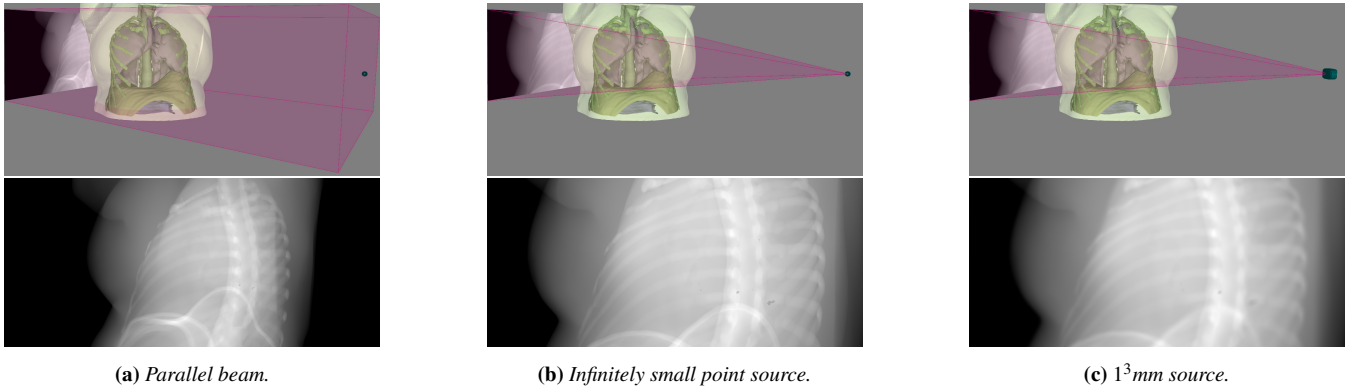 (a) Parallel beam.
(b) Infinitely small point source.
(c) 1³mm source.